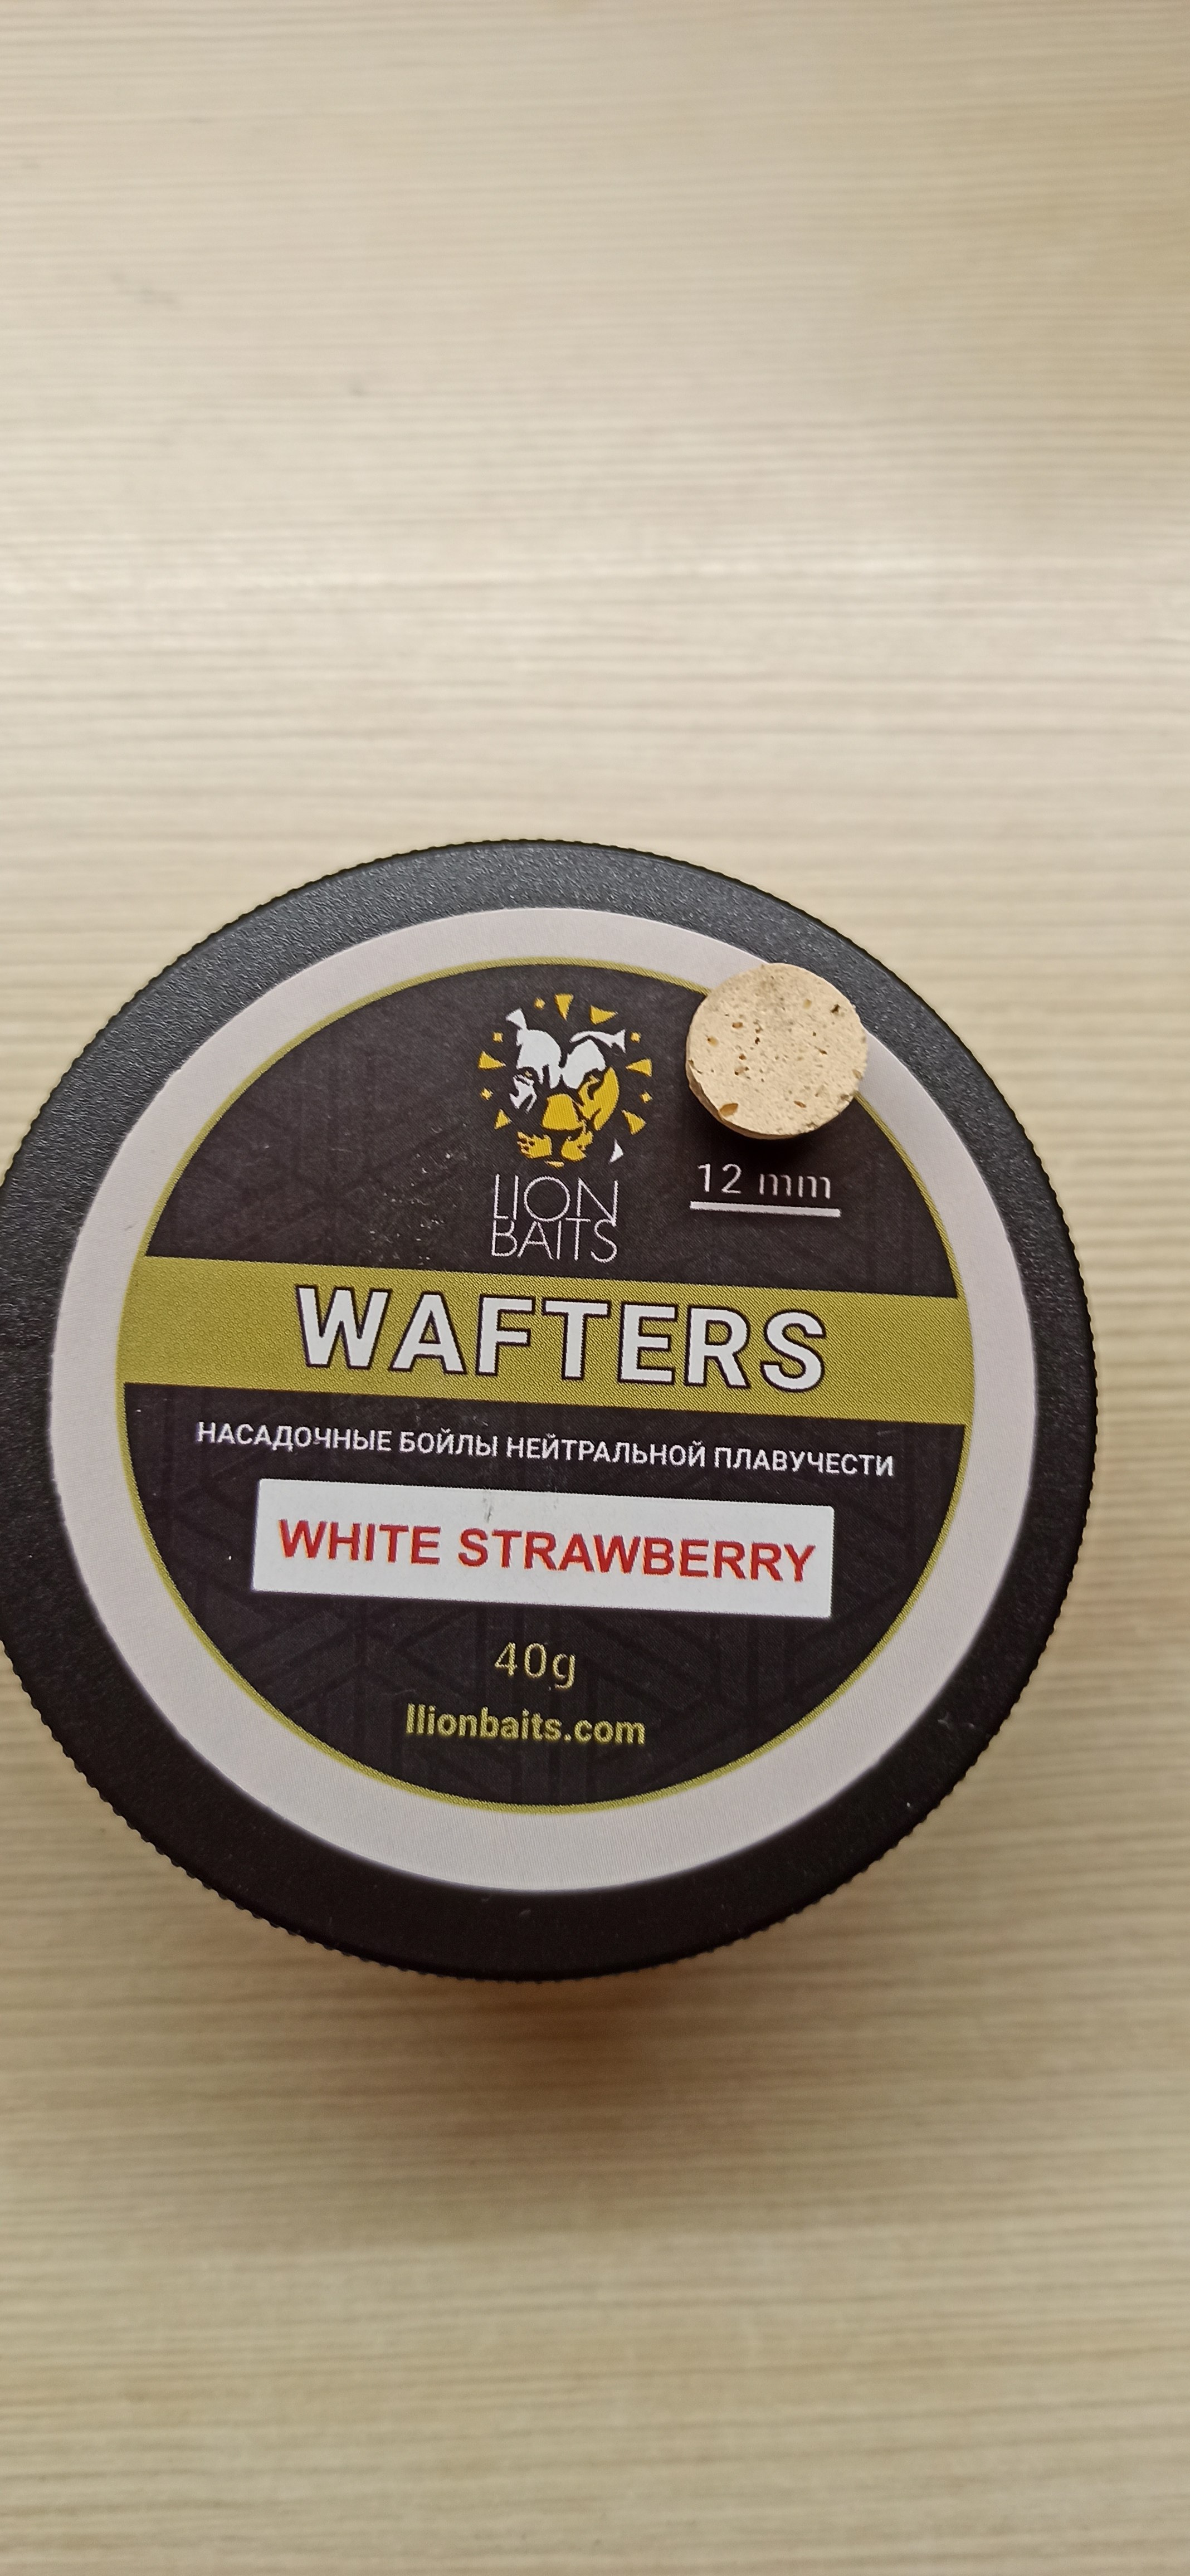 LION
BAITS
12 mm
WAFTERS
НАСАДОЧНЫЕ БОЙЛЫ НЕЙТРАЛЬНОЙ ПЛАВУЧЕСТИ
WHITE STRAWBERRY
40g
llionbaits.com